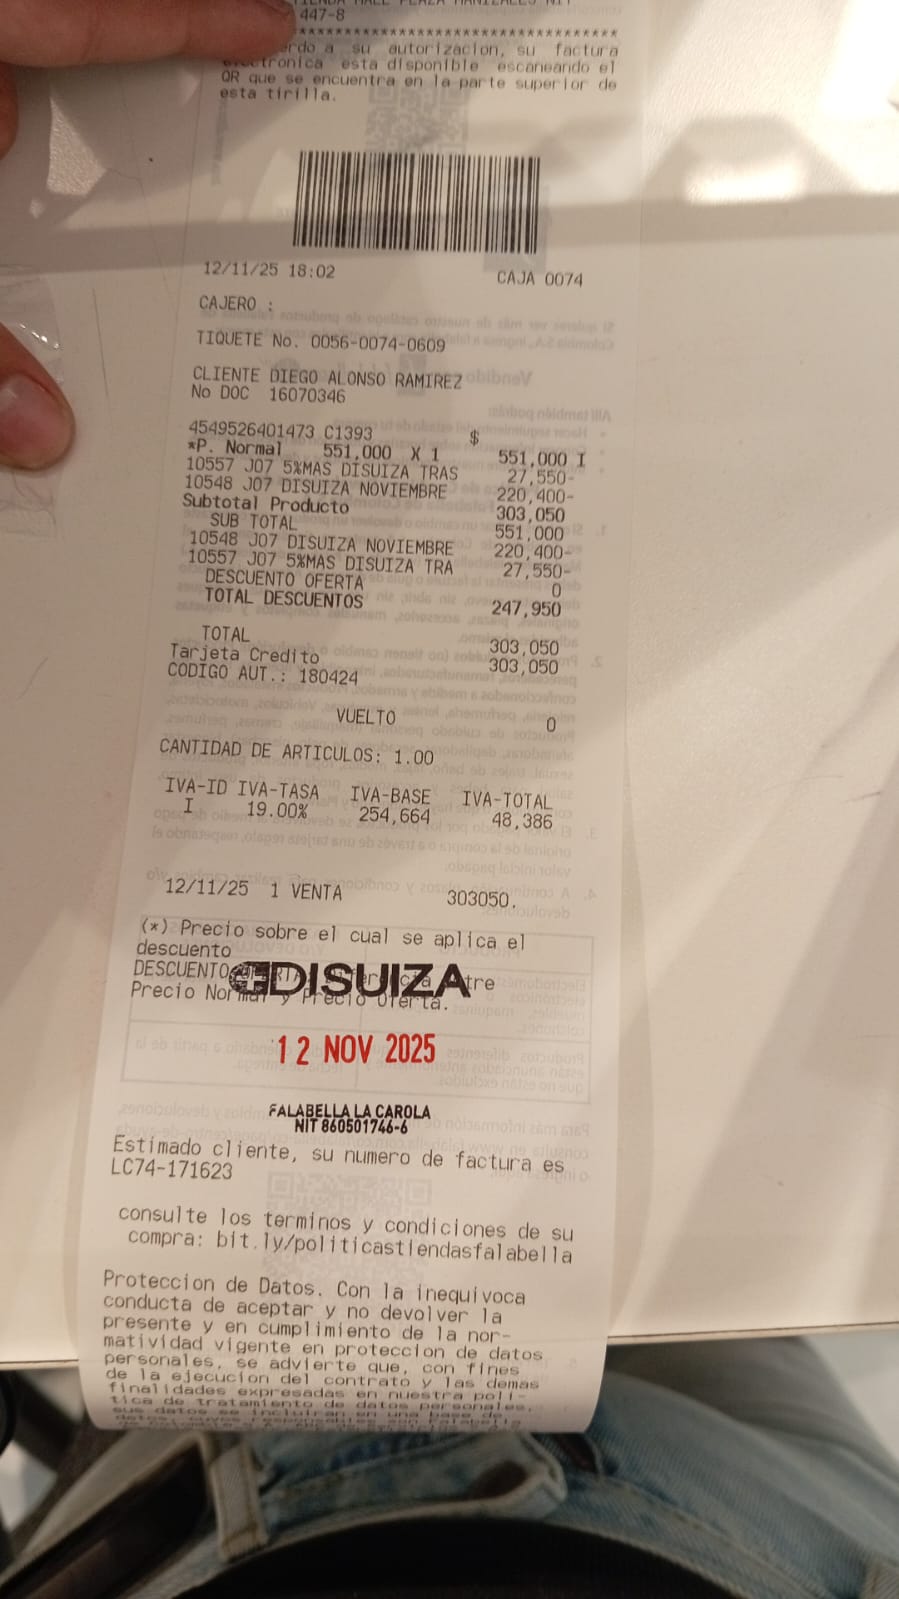 447-8
************************************
a su autorizacion, su factura
esta disponible escaneando el
QR que se encuentra en la parte superior de
esta tirilla.
12/11/25 18:02 CAJA 0074
CAJERO :
TIQUETE No. 0056-0074-0609
CLIENTE DIEGO ALONSO RAMIREZ
No DOC 16070346
4549526401473 C1393 $
*P. Normal 551,000 X 1 551,000 I
10557 J07 5%MAS DISUIZA TRAS 27,550-
10548 J07 DISUIZA NOVIEMBRE 220,400-
Subtotal Producto 303,050
SUB TOTAL 551,000
10548 J07 DISUIZA NOVIEMBRE 220,400-
10557 J07 5%MAS DISUIZA TRA 27,550-
DESCUENTO OFERTA 0
TOTAL DESCUENTOS 247,950
TOTAL 303,050
Tarjeta Credito 303,050
CODIGO AUT.: 180424
VUELTO 0
CANTIDAD DE ARTICULOS: 1.00
IVA-ID IVA-TASA IVA-BASE IVA-TOTAL
I 19.00% 254,664 48,386
12/11/25 1 VENTA 303050.
(*) Precio sobre el cual se aplica el
descuento
DESCUENTO
DISUIZA
Precio Normal y Precio Oferta.
12 NOV 2025
FALABELLA LA CAROLA
NIT 860501746-6
Estimado cliente, su numero de factura es
LC74-171623
consulte los terminos y condiciones de su
compra: bit.ly/politicastiendasfalabella
Proteccion de Datos. Con la inequivoca
conducta de aceptar y no devolver la
presente y en cumplimiento de la nor-
matividad vigente en proteccion de datos
personales, se advierte que, con fines
de la ejecucion del contrato y las demas
finalidades expresadas en nuestra poli-
tica de tratamiento de datos personales,
sus datos se incluiran en una base de